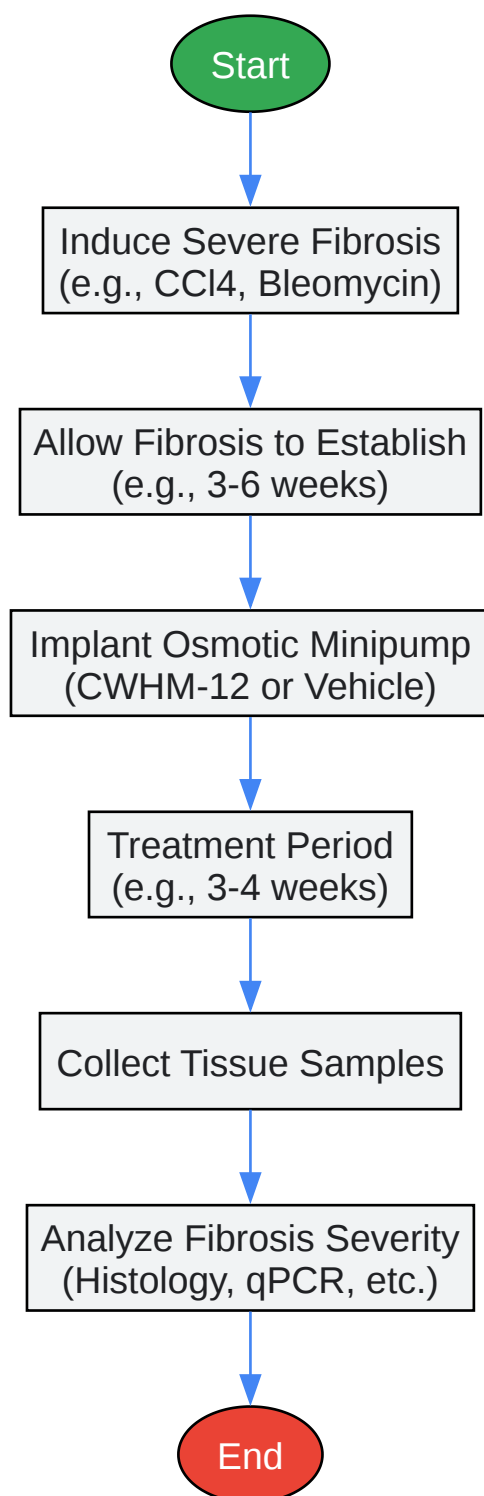 Start
Induce Severe Fibrosis
(e.g., CCl4, Bleomycin)
Allow Fibrosis to Establish
(e.g., 3-6 weeks)
Implant Osmotic Minipump
(CWHM-12 or Vehicle)
Treatment Period
(e.g., 3-4 weeks)
Collect Tissue Samples
Analyze Fibrosis Severity
(Histology, qPCR, etc.)
End